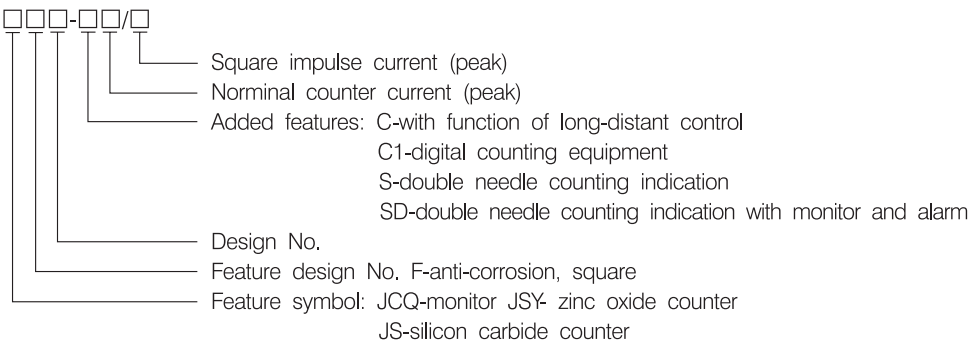 □□□-□□/□
Square impulse current (peak)
Norminal counter current (peak)
Added features: C-with function of long-distant control
C1-digital counting equipment
S-double needle counting indication
SD-double needle counting indication with monitor and alarm
Design No.
Feature design No. F-anti-corrosion, square
Feature symbol: JCQ-monitor JSY- zinc oxide counter
JS-silicon carbide counter